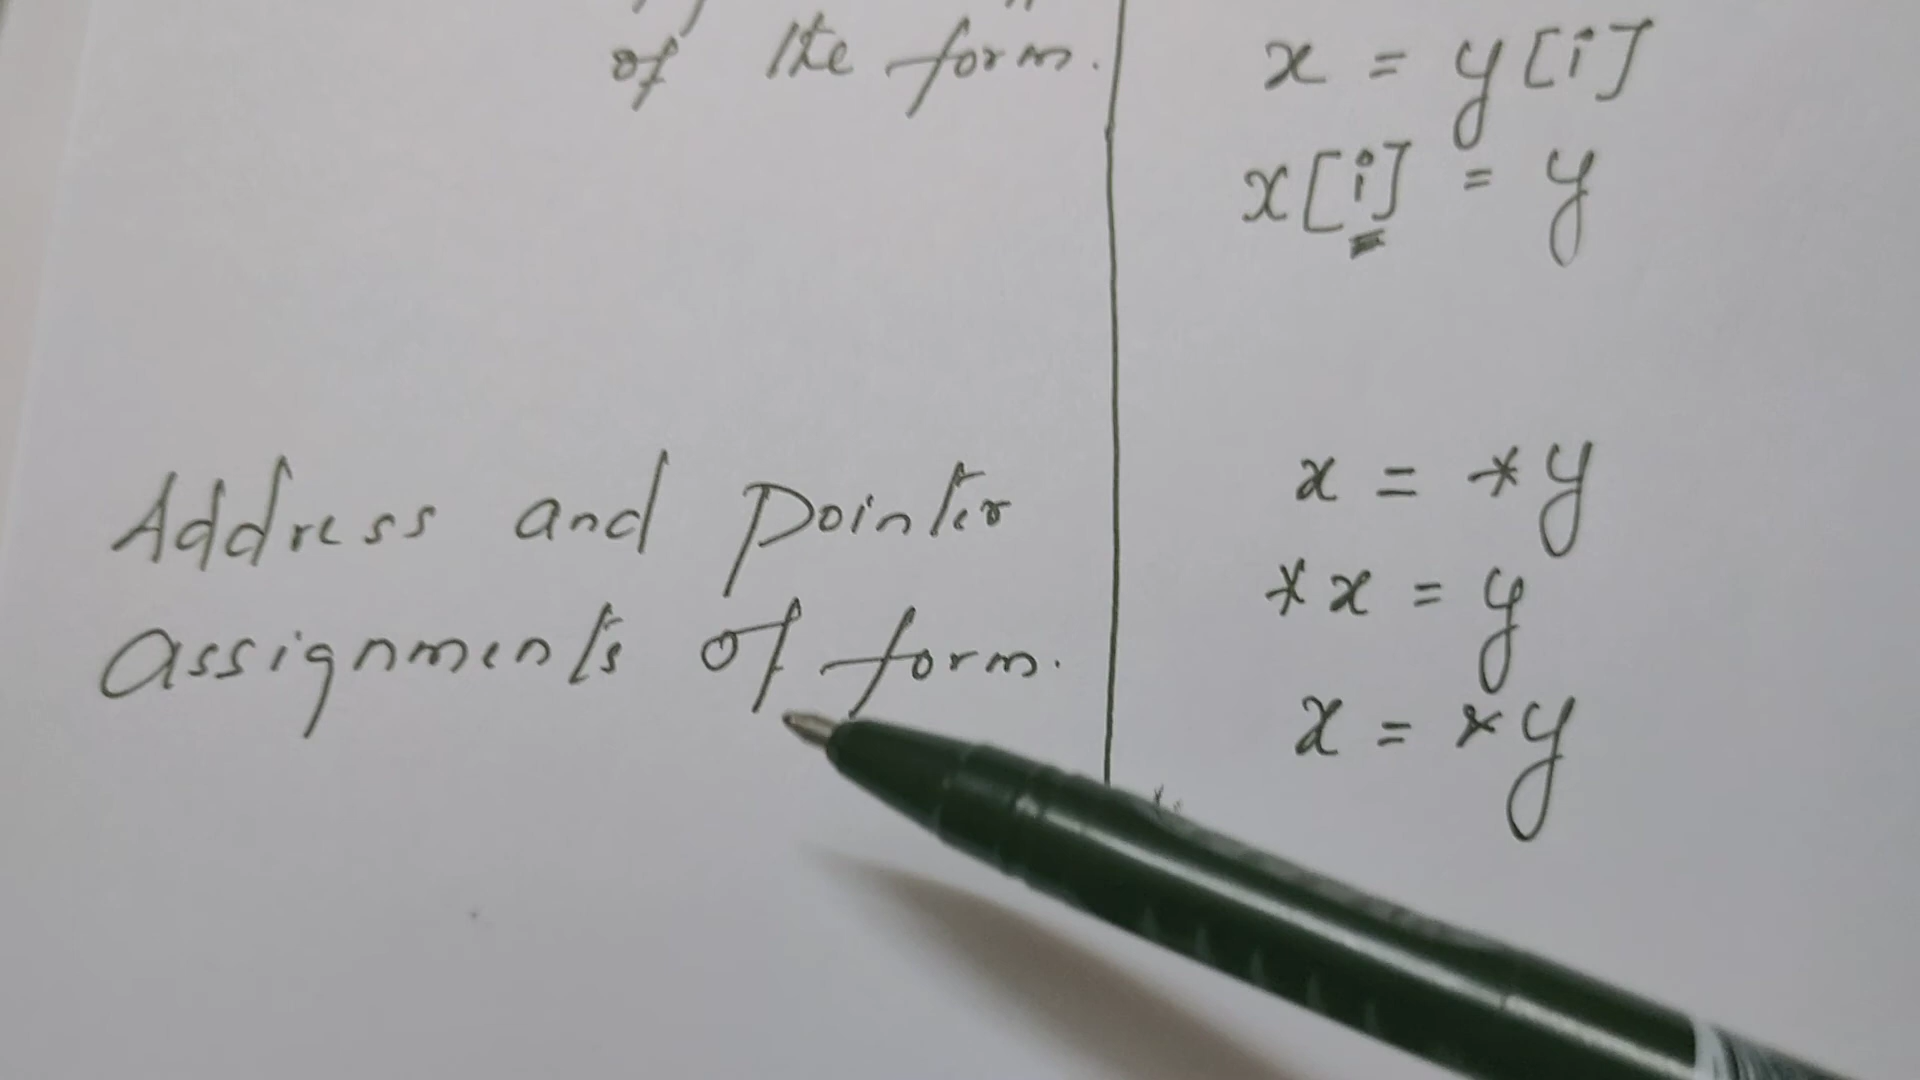 of the form.
x = y[i]
x[i] = y
Address and pointer
assignments of form.
x = *y
*x = y
x = *y